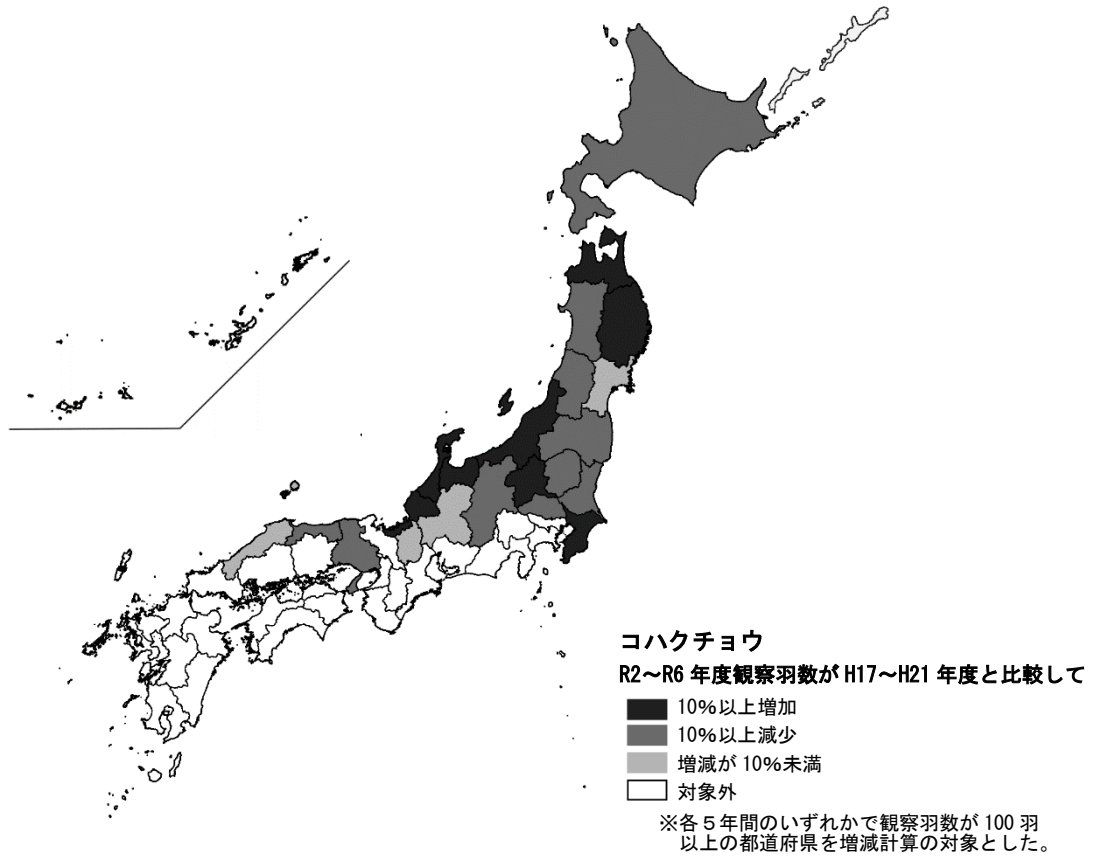 コハクチョウ
R2～R6 年度観察羽数が H17～H21 年度と比較して
10%以上増加
10%以上減少
増減が 10%未満
対象外
※各５年間のいずれかで観察羽数が 100 羽
以上の都道府県を増減計算の対象とした。